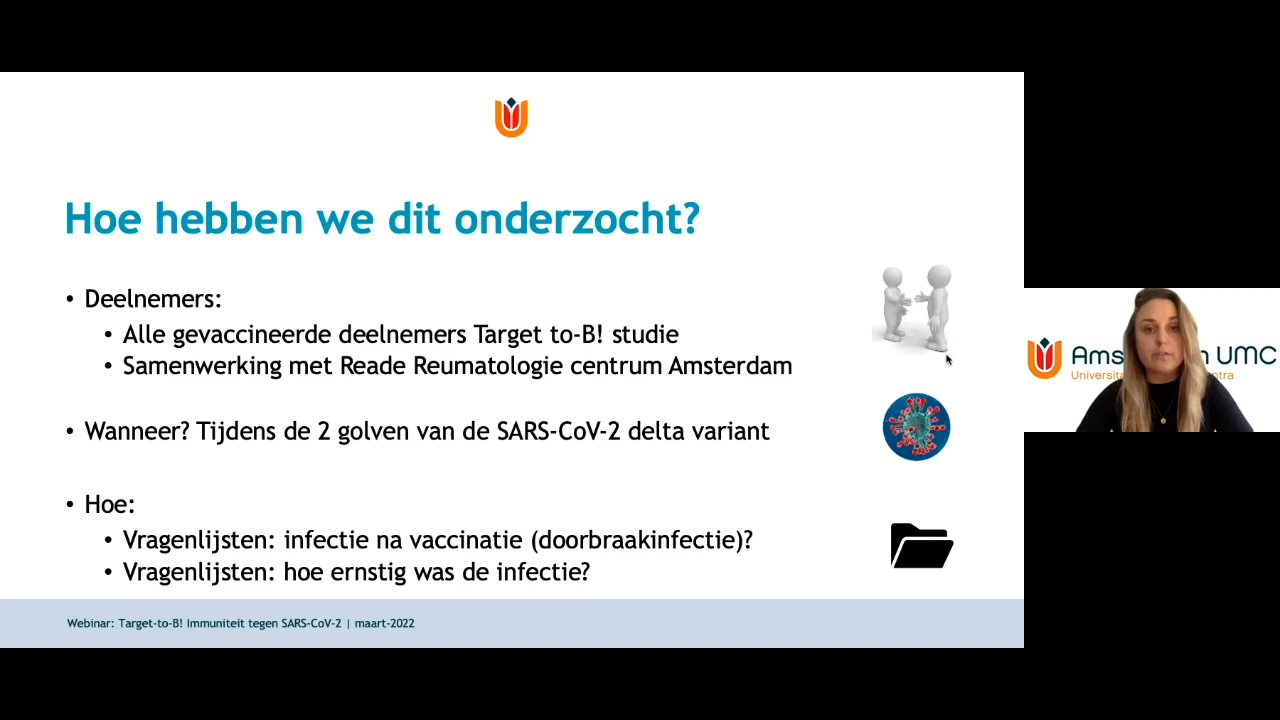 Hoe hebben we dit onderzocht?
• Deelnemers:
• Alle gevaccineerde deelnemers Target to-B! studie
• Samenwerking met Reade Reumatologie centrum Amsterdam
• Wanneer? Tijdens de 2 golven van de SARS-CoV-2 delta variant
• Hoe:
• Vragenlijsten: infectie na vaccinatie (doorbraakinfectie)?
• Vragenlijsten: hoe ernstig was de infectie?
Webinar: Target-to-B! Immuniteit tegen SARS-CoV-2 | maart-2022
UMC